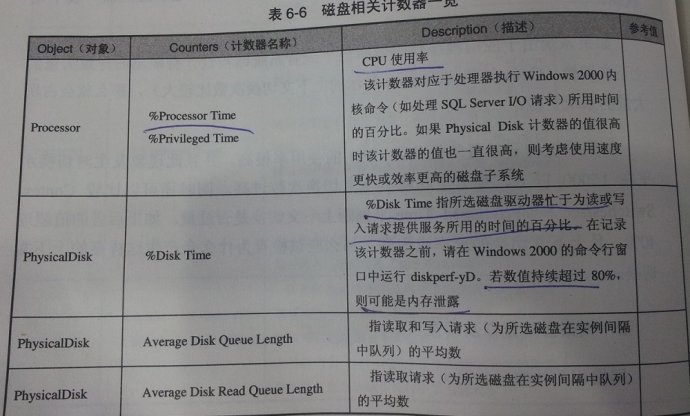 表 6-6 磁盘相关计数器一览
Object（对象）
Counters（计数器名称）
Description（描述）
参考值
Processor
%Processor Time
%Privileged Time
CPU 使用率
该计数器对应于处理器执行 Windows 2000 内
核命令（如处理 SQL Server I/O 请求）所用时间
的百分比。如果 Physical Disk 计数器的值很高
时该计数器的值也一直很高，则考虑使用速度
更快或效率更高的磁盘子系统
PhysicalDisk
%Disk Time
%Disk Time 指所选磁盘驱动器忙于为读或写
入请求提供服务所用的时间的百分比。在记录
该计数器之前，请在 Windows 2000 的命令行窗
口中运行 diskperf-yD。若数值持续超过 80%，
则可能是内存泄露
PhysicalDisk
Average Disk Queue Length
指读取和写入请求（为所选磁盘在实例间隔
中队列）的平均数
PhysicalDisk
Average Disk Read Queue Length
指读取请求（为所选磁盘在实例间隔中队列）
的平均数